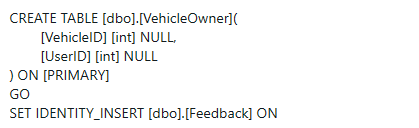 CREATE TABLE [dbo].[VehicleOwner](
[VehicleID] [int] NULL,
[UserID] [int] NULL
) ON [PRIMARY]
GO
SET IDENTITY_INSERT [dbo].[Feedback] ON